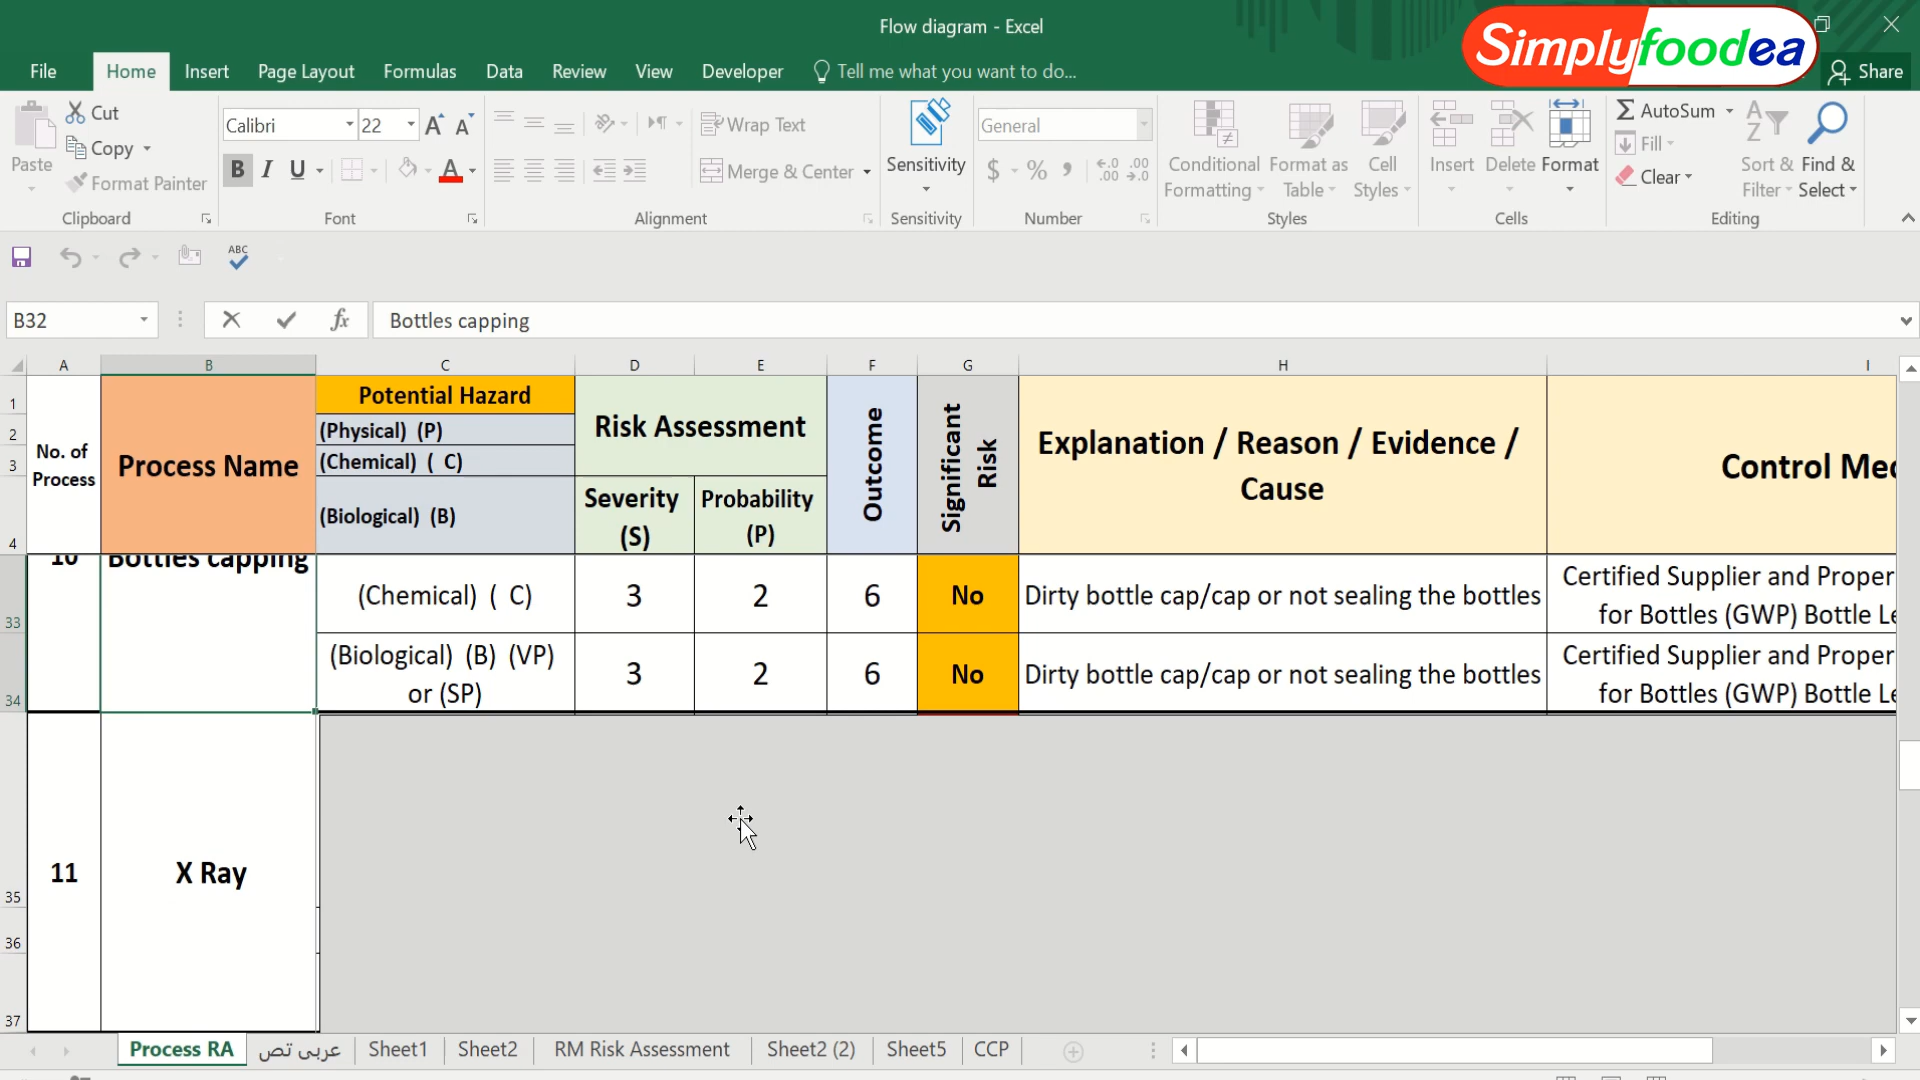 Flow diagram - Excel
Simplyfoodea
File Home Insert Page Layout Formulas Data Review View Developer Tell me what you want to do... Share
Paste
Cut
Copy
Format Painter
Clipboard
Calibri 22
B I U
Font
Wrap Text
Merge & Center
Alignment
Sensitivity
Sensitivity
General
$ %
Number
Conditional Formatting
Format as Table
Cell Styles
Styles
Insert Delete Format
Cells
AutoSum
Fill
Clear
Sort & Filter
Find & Select
Editing
ABC
B32 fx Bottles capping
A B C D E F G H I
1
2
3
4
No. of Process
Process Name
Potential Hazard
(Physical) (P)
(Chemical) ( C)
(Biological) (B)
Risk Assessment
Severity (S)
Probability (P)
Outcome
Significant Risk
Explanation / Reason / Evidence /
Cause
Control Mec
10 Bottles capping
33 (Chemical) ( C) 3 2 6 No Dirty bottle cap/cap or not sealing the bottles
Certified Supplier and Proper
for Bottles (GWP) Bottle Le
34 (Biological) (B) (VP)
or (SP) 3 2 6 No Dirty bottle cap/cap or not sealing the bottles
Certified Supplier and Proper
for Bottles (GWP) Bottle Le
11 X Ray
35
36
37
Process RA عربى تص Sheet1 Sheet2 RM Risk Assessment Sheet2 (2) Sheet5 CCP